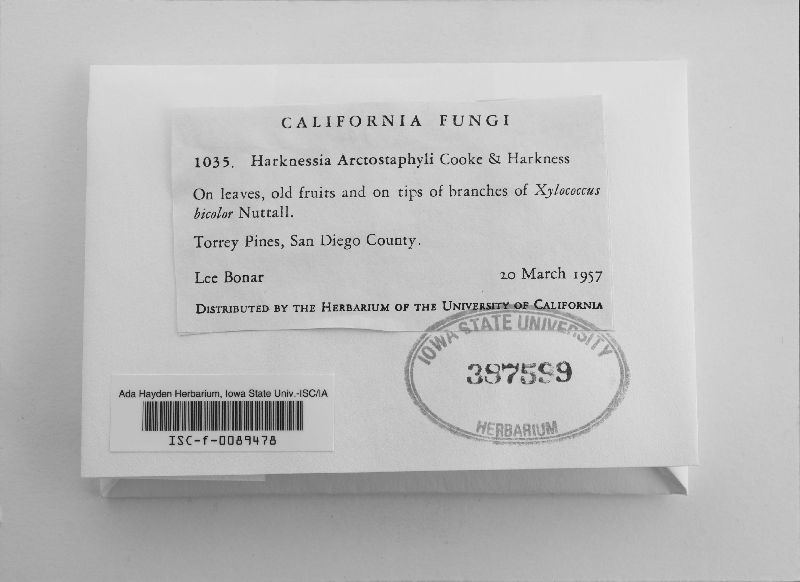 CALIFORNIA FUNGI
1035. Harknessia Arctostaphyli Cooke & Harkness
On leaves, old fruits and on tips of branches of Xylococcus
bicolor Nuttall.
Torrey Pines, San Diego County.
Lee Bonar 20 March 1957
DISTRIBUTED BY THE HERBARIUM OF THE UNIVERSITY OF CALIFORNIA
IOWA STATE UNIVERSITY
387599
HERBARIUM
Ada Hayden Herbarium, Iowa State Univ.-ISC/IA
ISC-f-0089478